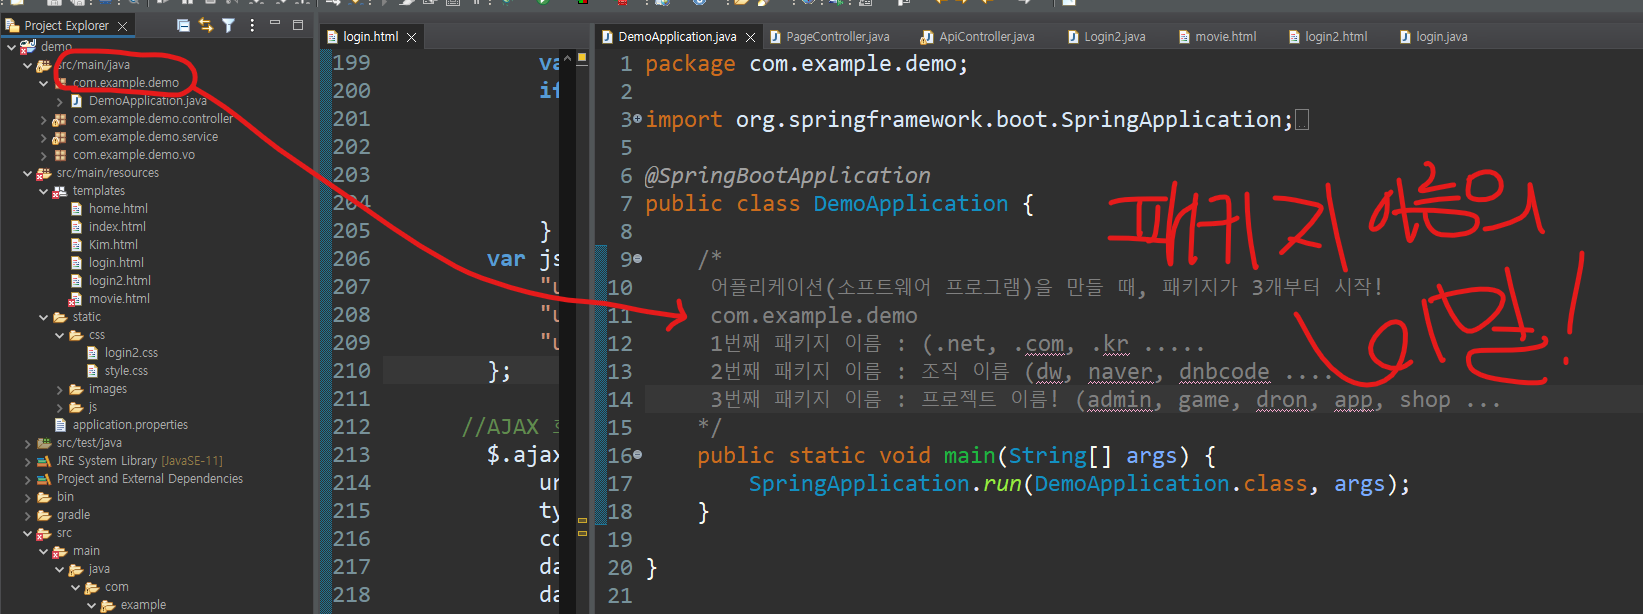 Project Explorer
demo
src/main/java
com.example.demo
DemoApplication.java
com.example.demo.controller
com.example.demo.service
com.example.demo.vo
src/main/resources
templates
home.html
index.html
Kim.html
login.html
login2.html
movie.html
static
css
login2.css
style.css
images
js
application.properties
src/test/java
JRE System Library [JavaSE-11]
Project and External Dependencies
bin
gradle
src
main
java
com
example
login.html
199 va
200 if
201
202
203
204
205 }
206 var js
207 "u
208 "u
209 "u
210 };
211
212 //AJAX
213 $.ajax
214 ur
215 ty
216 co
217 da
218 da
DemoApplication.java PageController.java ApiController.java Login2.java movie.html login2.html login.java
1 package com.example.demo;
2
3 import org.springframework.boot.SpringApplication;
5
6 @SpringBootApplication
7 public class DemoApplication {
8
9 /*
10 어플리케이션(소프트웨어 프로그램)을 만들 때, 패키지가 3개부터 시작!
11 com.example.demo
12 1번째 패키지 이름 : (.net, .com, .kr .....
13 2번째 패키지 이름 : 조직 이름 (dw, naver, dnbcode ....
14 3번째 패키지 이름 : 프로젝트 이름! (admin, game, dron, app, shop ...
15 */
16 public static void main(String[] args) {
17 SpringApplication.run(DemoApplication.class, args);
18 }
19
20 }
21
패키지 이름의
비밀!